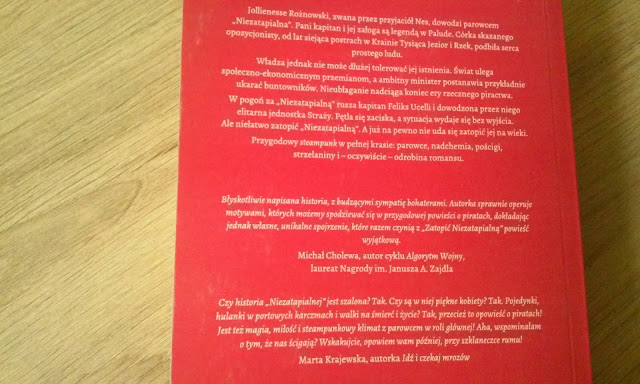 Jollienesse Rożnowski, zwana przez przyjaciół Nes, dowodzi parowcem
„Niezatapialna”. Pani kapitan i jej załoga są legendą w Palude. Córka skazanego
opozycjonisty, od lat siejąca postrach w Krainie Tysiąca Jezior i Rzek, podbiła serca
prostego ludu.
Władza jednak nie może dłużej tolerować jej istnienia. Świat ulega
społeczno-ekonomicznym przemianom, a ambitny minister postanawia przykładnie
ukarać buntowników. Nieubłaganie nadciąga koniec ery rzecznego piractwa.
W pogoń za „Niezatapialną” rusza kapitan Feliks Ucelli i dowodzona przez niego
elitarna jednostka Straży. Pętla się zaciska, a sytuacja wydaje się bez wyjścia.
Ale niełatwo zatopić „Niezatapialną”. A już na pewno nie uda się zatopić jej na wieki.
Przygodowy steampunk w pełnej krasie: parowce, nadchemia, pościgi,
strzelaniny i – oczywiście – odrobina romansu.
Błyskotliwie napisana historia, z budzącymi sympatię bohaterami. Autorka sprawnie operuje
motywami, których możemy spodziewać się w przygodowej powieści o piratach, dokładając
jednak własne, unikalne spojrzenie, które razem czynią z „Zatopić Niezatapialną” powieść
wyjątkową.
Michał Cholewa, autor cyklu Algorytm Wojny,
laureat Nagrody im. Janusza A. Zajdla
Czy historia „Niezatapialnej” jest szalona? Tak. Czy są w niej piękne kobiety? Tak. Pojedynki,
hulanki w portowych karczmach i walki na śmierć i życie? Tak, przecież to opowieść o piratach!
Jest też magia, miłość i steampunkowy klimat z parowcem w roli głównej! Aha, wspominałam
o tym, że nas ścigają? Wskakujcie, opowiem wam później, przy szklaneczce rumu!
Marta Krajewska, autorka Idź i czekaj mrozów